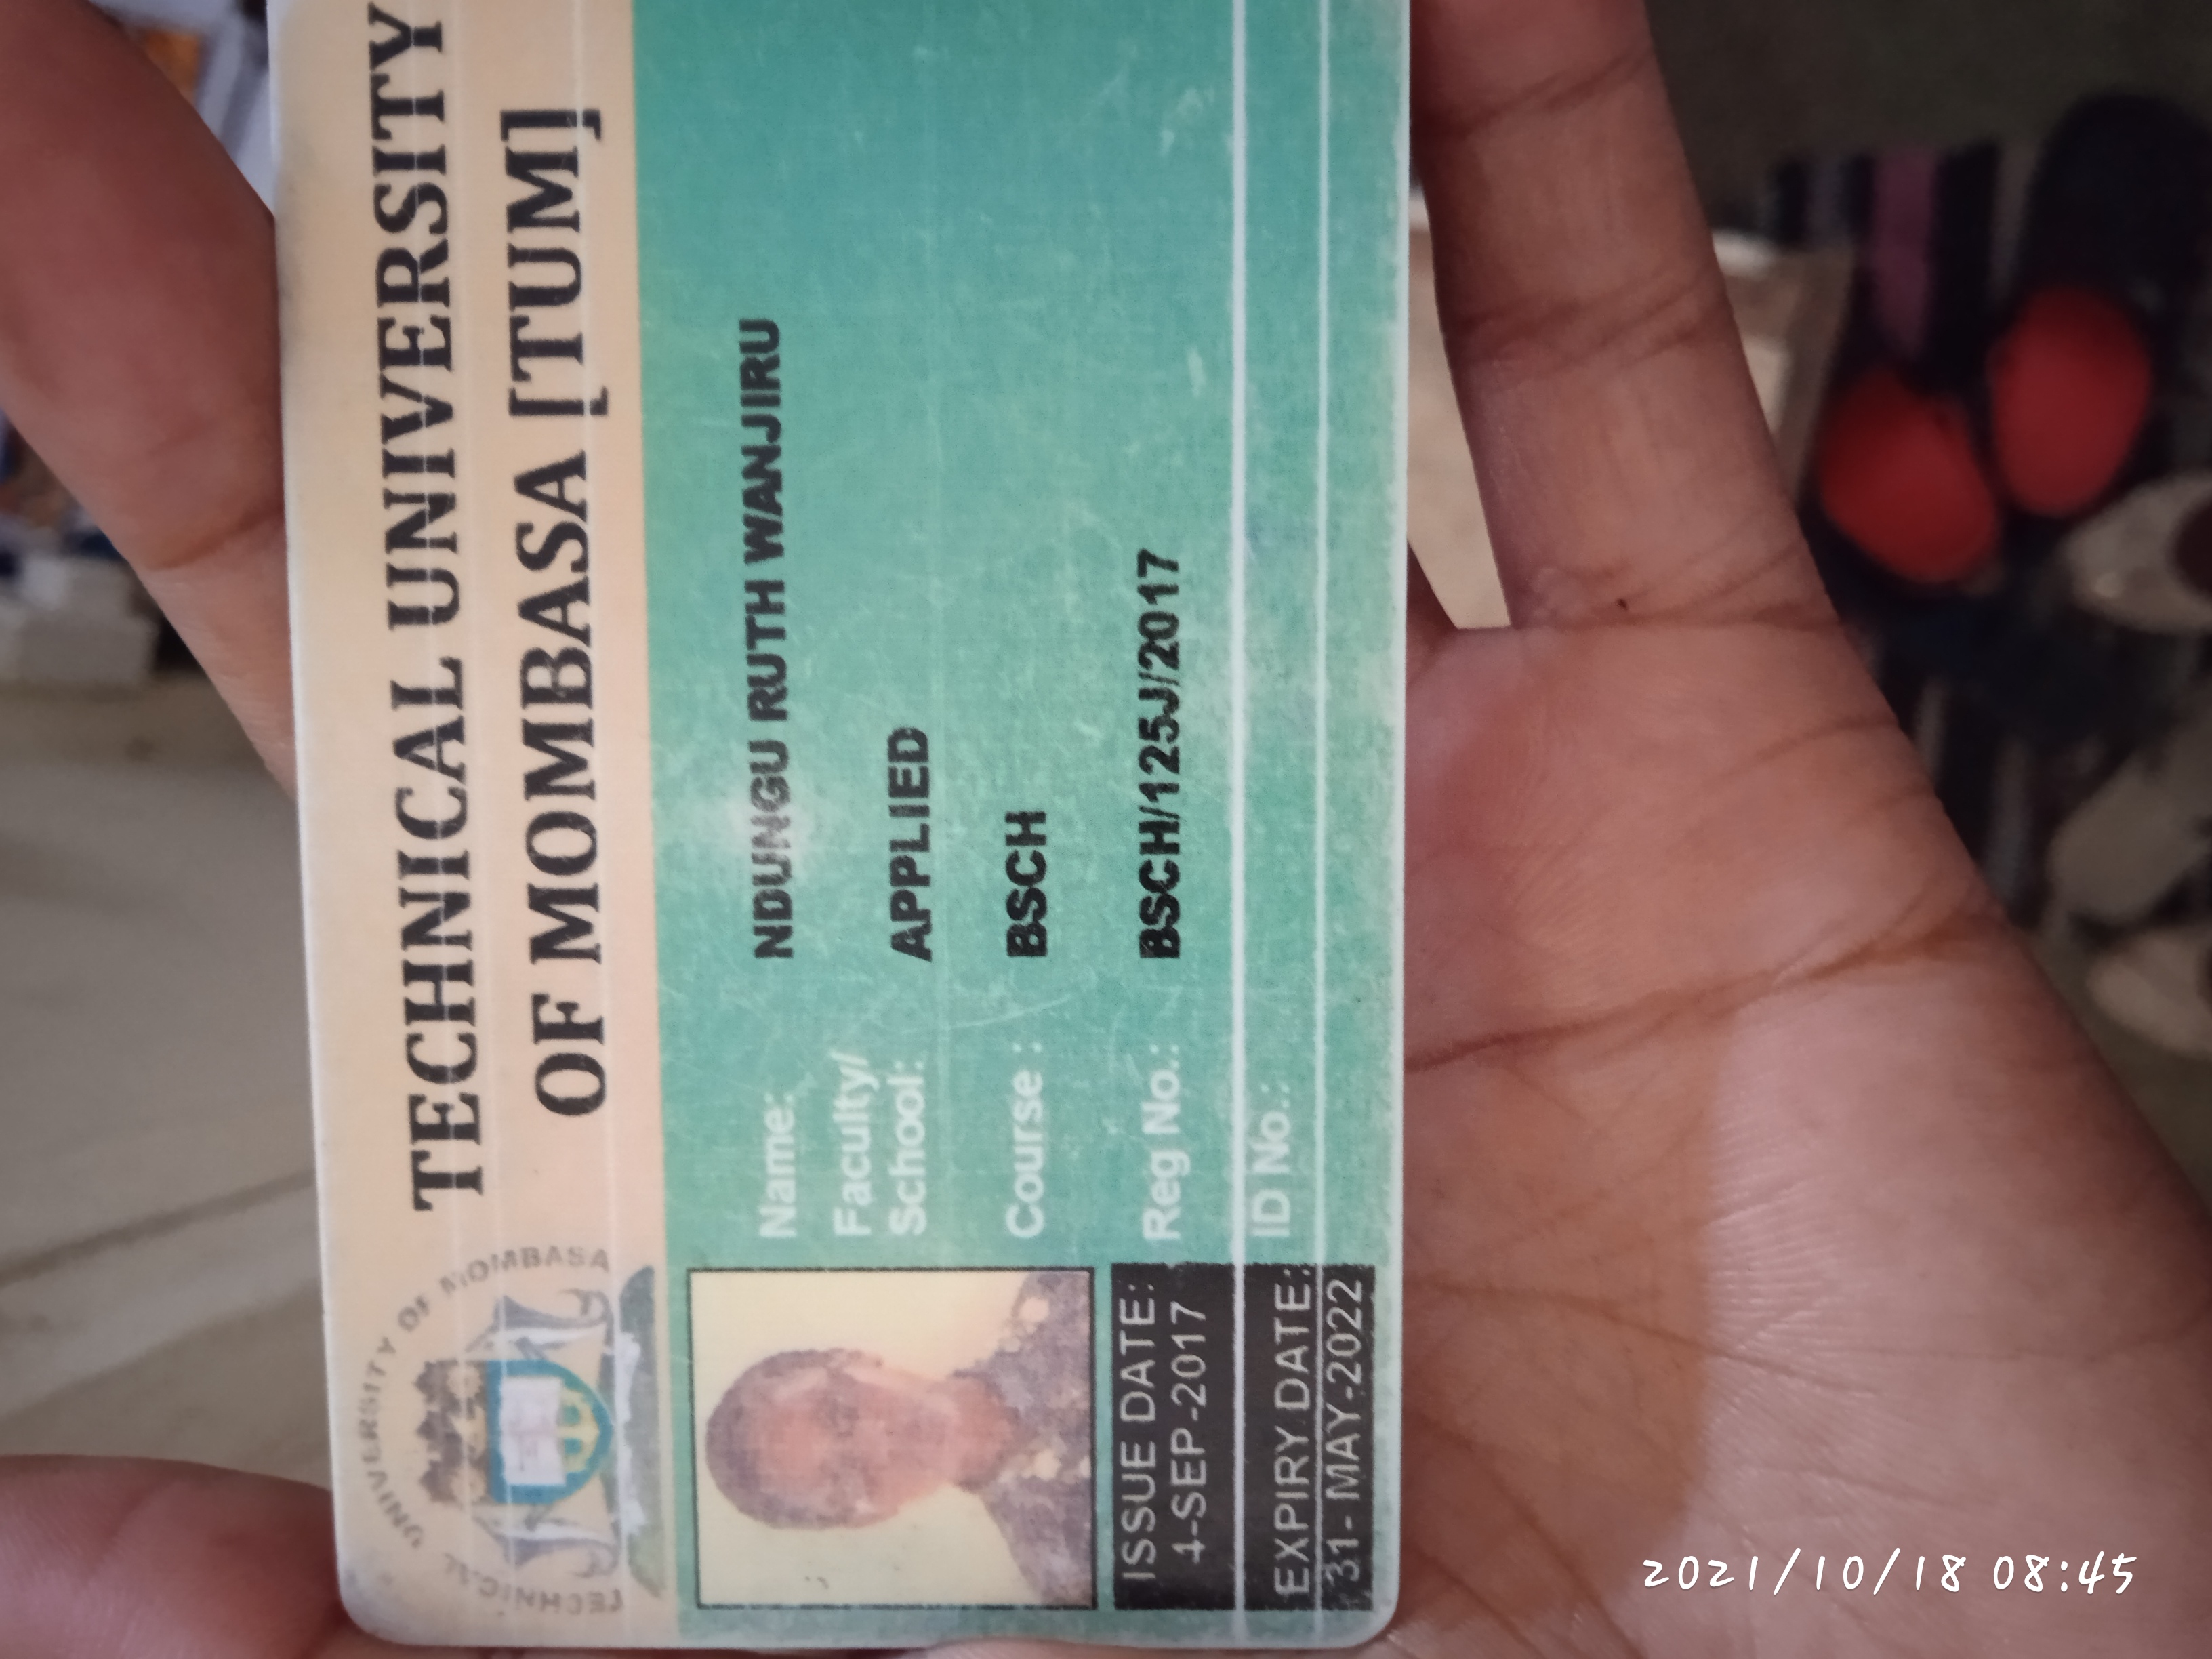 TECHNICAL UNIVERSITY
OF MOMBASA [TUM]
TECHNICAL UNIVERSITY OF MOMBASA
Name: NDUNGU RUTH WANJIRU
Faculty/
School: APPLIED
Course : BSCH
Reg No.: BSCH/125J/2017
ID No.:
ISSUE DATE:
4-SEP-2017
EXPIRY DATE:
31-MAY-2022
2021/10/18 08:45